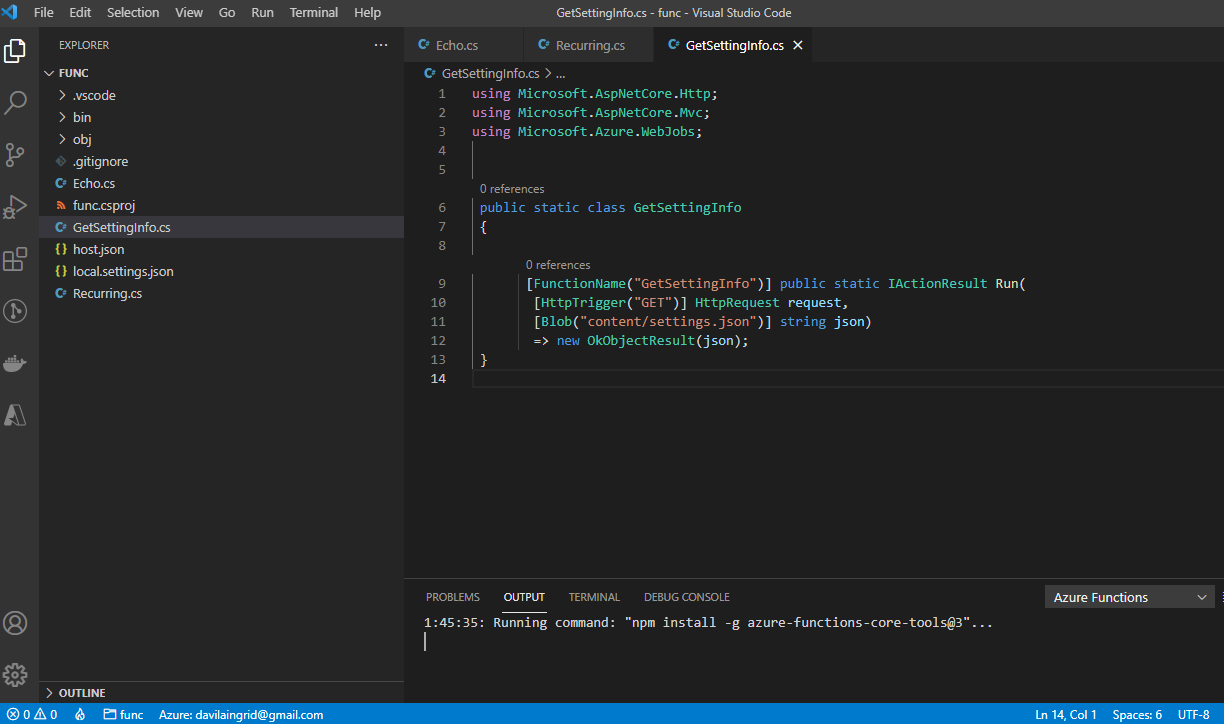 File Edit Selection View Go Run Terminal Help GetSettingInfo.cs - func - Visual Studio Code
EXPLORER ...
FUNC
.vscode
bin
obj
.gitignore
Echo.cs
func.csproj
GetSettingInfo.cs
host.json
local.settings.json
Recurring.cs
OUTLINE
Echo.cs Recurring.cs GetSettingInfo.cs
GetSettingInfo.cs > ...
1 using Microsoft.AspNetCore.Http;
2 using Microsoft.AspNetCore.Mvc;
3 using Microsoft.Azure.WebJobs;
4
5
0 references
6 public static class GetSettingInfo
7 {
8
0 references
9 [FunctionName("GetSettingInfo")] public static IActionResult Run(
10 [HttpTrigger("GET")] HttpRequest request,
11 [Blob("content/settings.json")] string json)
12 => new OkObjectResult(json);
13 }
14
PROBLEMS OUTPUT TERMINAL DEBUG CONSOLE Azure Functions
1:45:35: Running command: "npm install -g azure-functions-core-tools@3"...
0 0 func Azure: davilaingrid@gmail.com Ln 14, Col 1 Spaces: 6 UTF-8